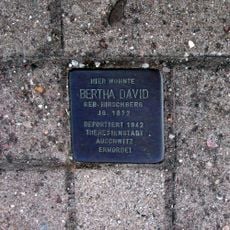 HIER WOHNTE
BERTHA DAVID
GEB. HIRSCHBERG
JG. 1872
DEPORTIERT 1942
THERESIENSTADT
AUSCHWITZ
ERMORDET